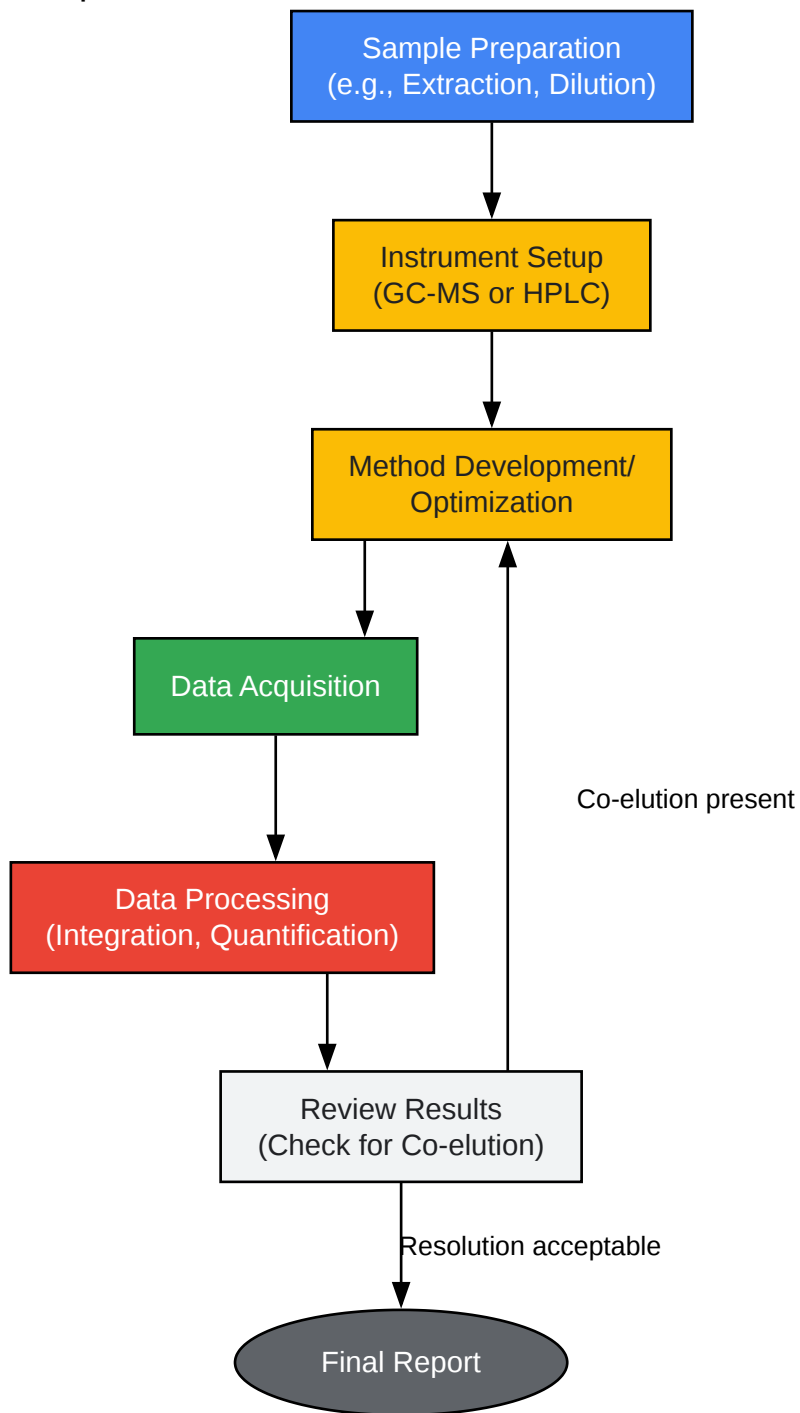 Sample Preparation
(e.g., Extraction, Dilution)
Instrument Setup
(GC-MS or HPLC)
Method Development/
Optimization
Data Acquisition
Co-elution present
Data Processing
(Integration, Quantification)
Review Results
(Check for Co-elution)
Resolution acceptable
Final Report